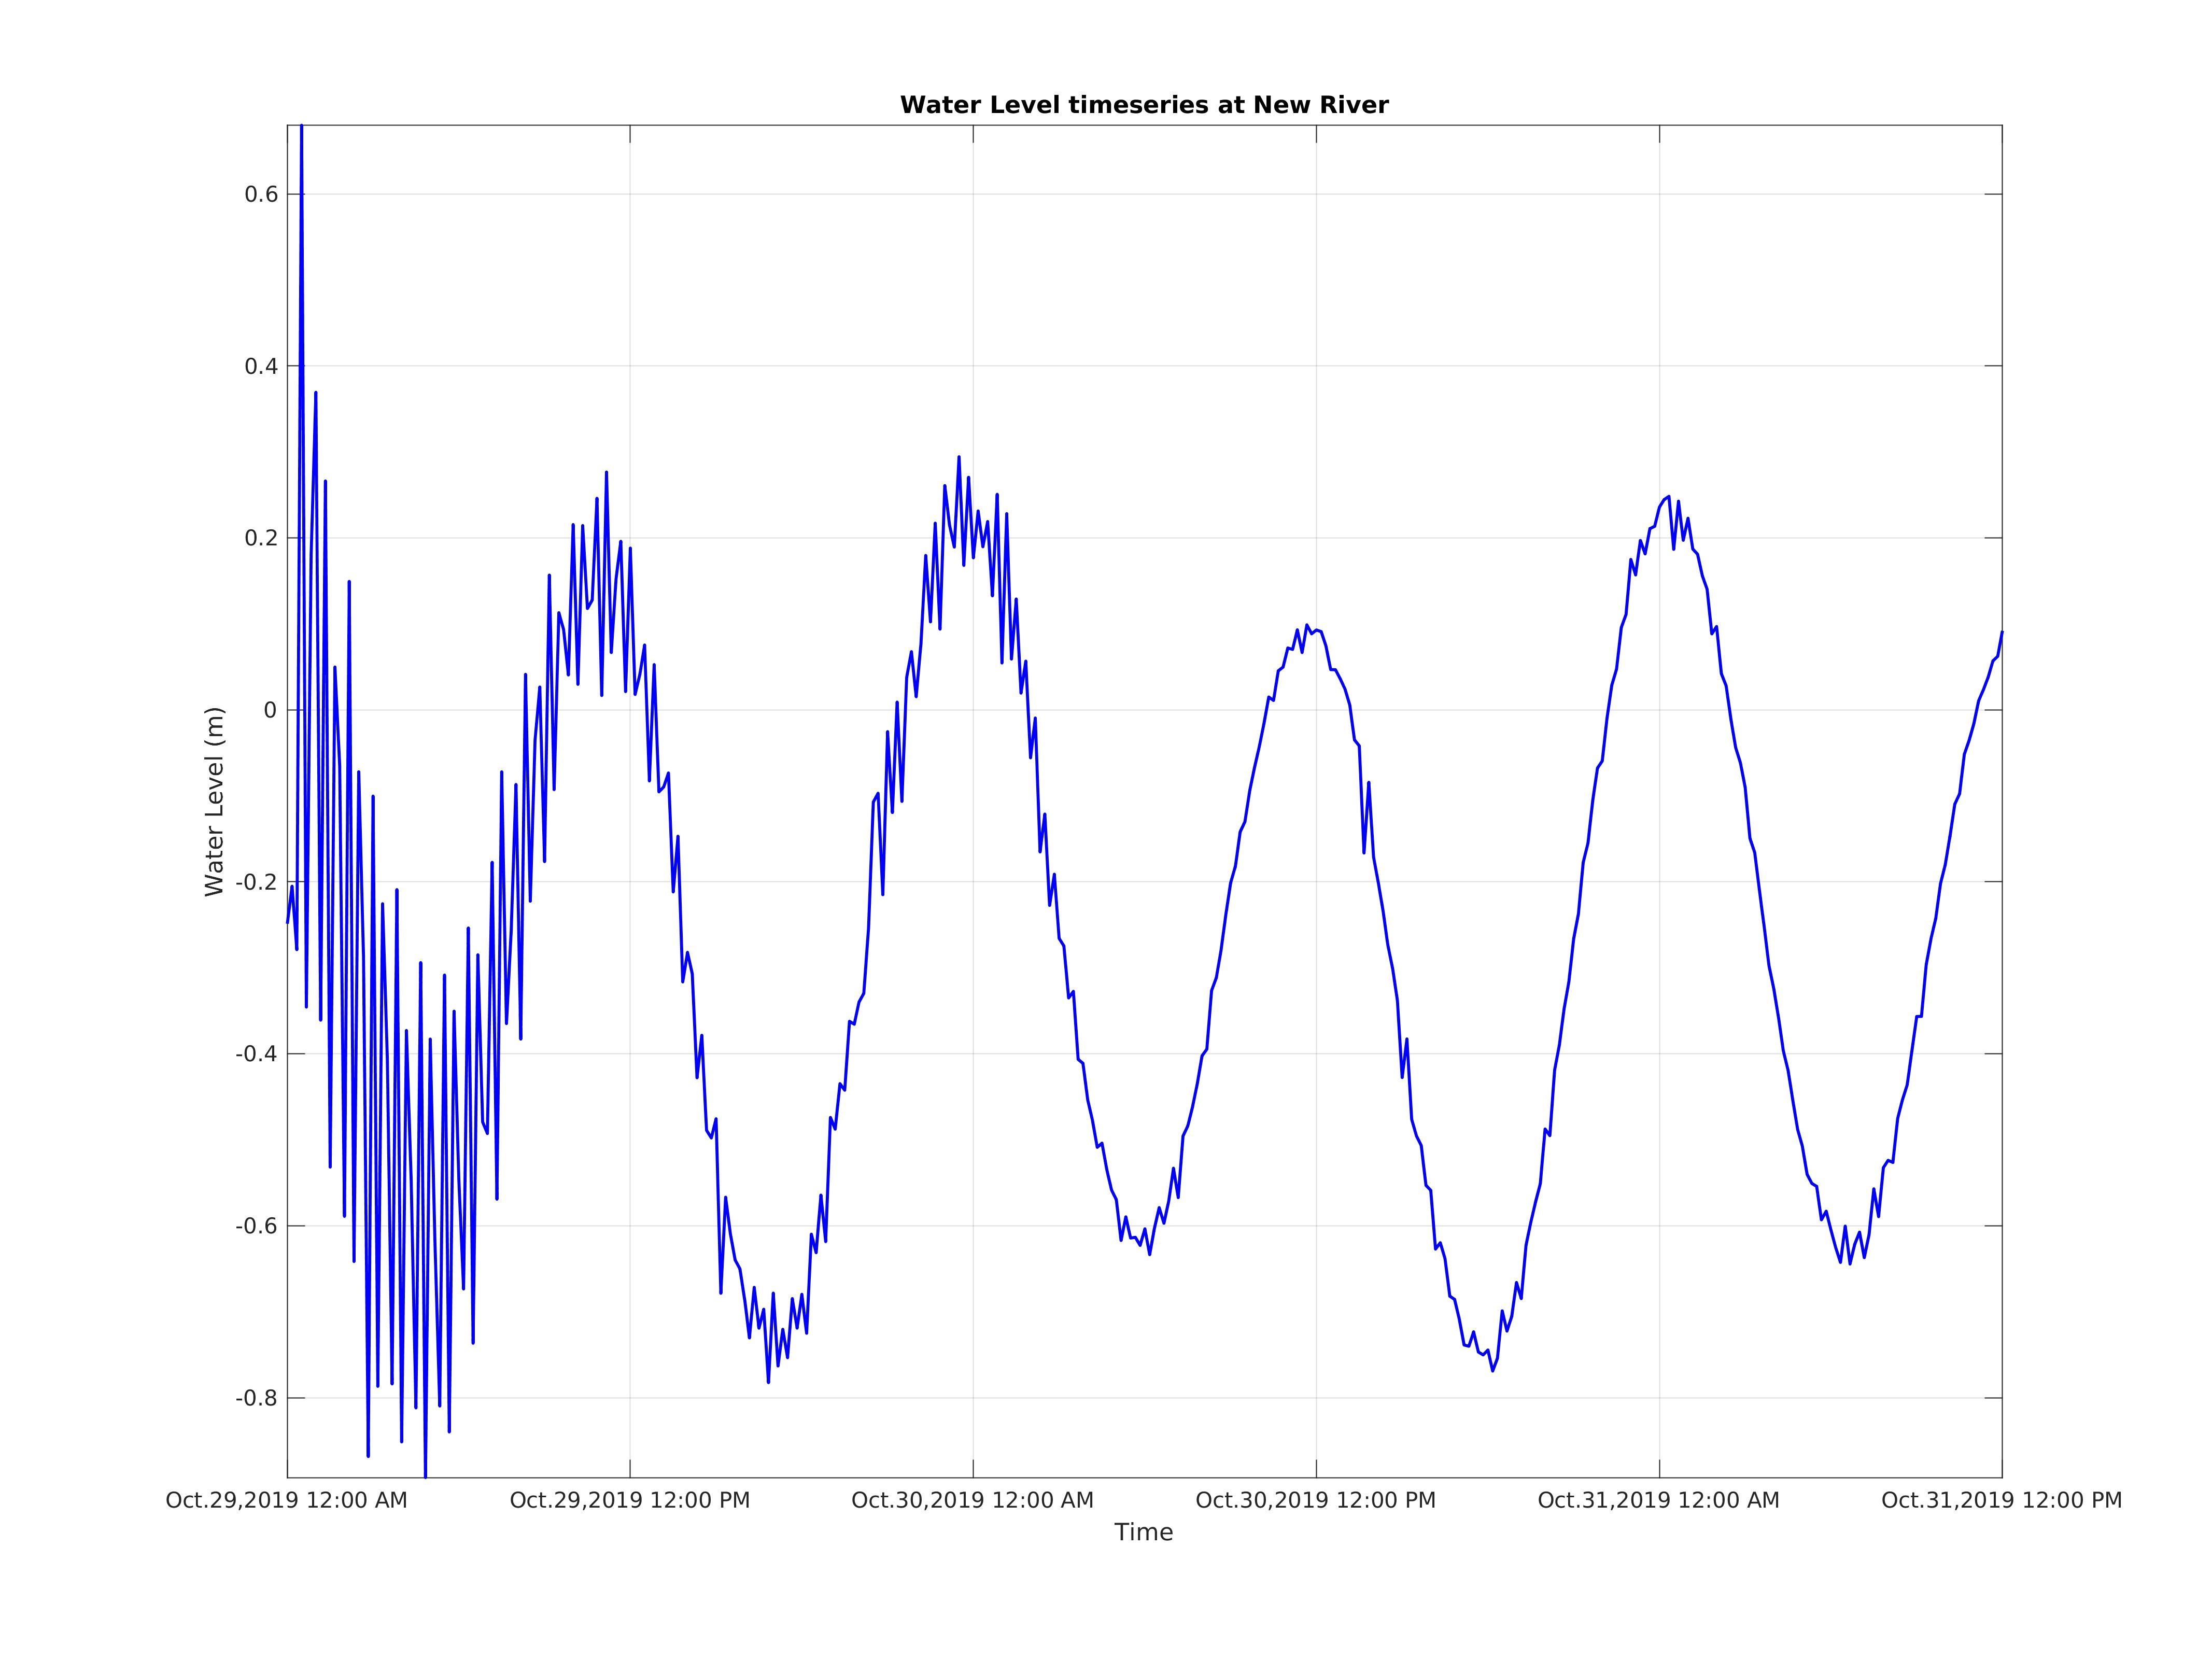 Water Level timeseries at New River
0.6
0.4
0.2
0
-0.2
-0.4
-0.6
-0.8
Water Level (m)
Oct.29,2019 12:00 AM
Oct.29,2019 12:00 PM
Oct.30,2019 12:00 AM
Oct.30,2019 12:00 PM
Oct.31,2019 12:00 AM
Oct.31,2019 12:00 PM
Time